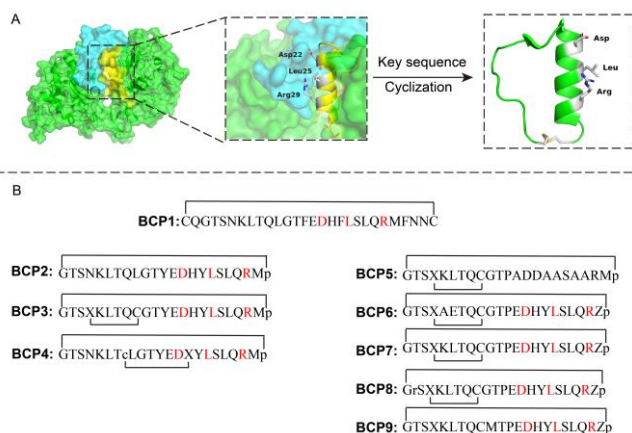 A
Asp22
Leu25
Arg29
Key sequence
Cyclization
Asp
Leu
Arg
B
BCP1: CQGTSNKLTQLGTFEDHFLSLQRMFNNC
BCP2: GTSNKLTQLGTYEDHYLSLQRMp
BCP3: GTSXKLTQCGTYEDHYLSLQRMp
BCP4: GTSNKLTcLGTYEDXYLSLQRMp
BCP5: GTSXKLTQCGTPADDAASAARMp
BCP6: GTSXAETQCGTPEDHYLSLQRZp
BCP7: GTSXKLTQCGTPEDHYLSLQRZp
BCP8: GrSXKLTQCGTPEDHYLSLQRZp
BCP9: GTSXKLTQCMTPEDHYLSLQRZp